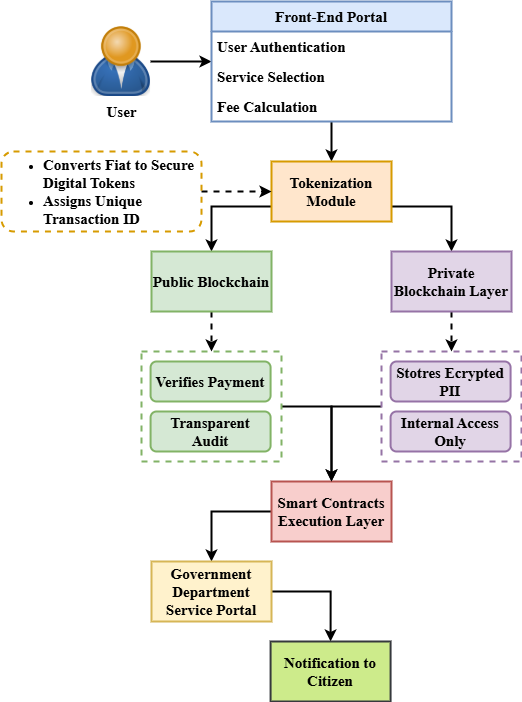 Front-End Portal
User Authentication
Service Selection
Fee Calculation
User
• Converts Fiat to Secure
Digital Tokens
• Assigns Unique
Transaction ID
Tokenization
Module
Public Blockchain
Private
Blockchain Layer
Verifies Payment
Transparent
Audit
Stotres Ecrypted
PII
Internal Access
Only
Smart Contracts
Execution Layer
Government
Department
Service Portal
Notification to
Citizen